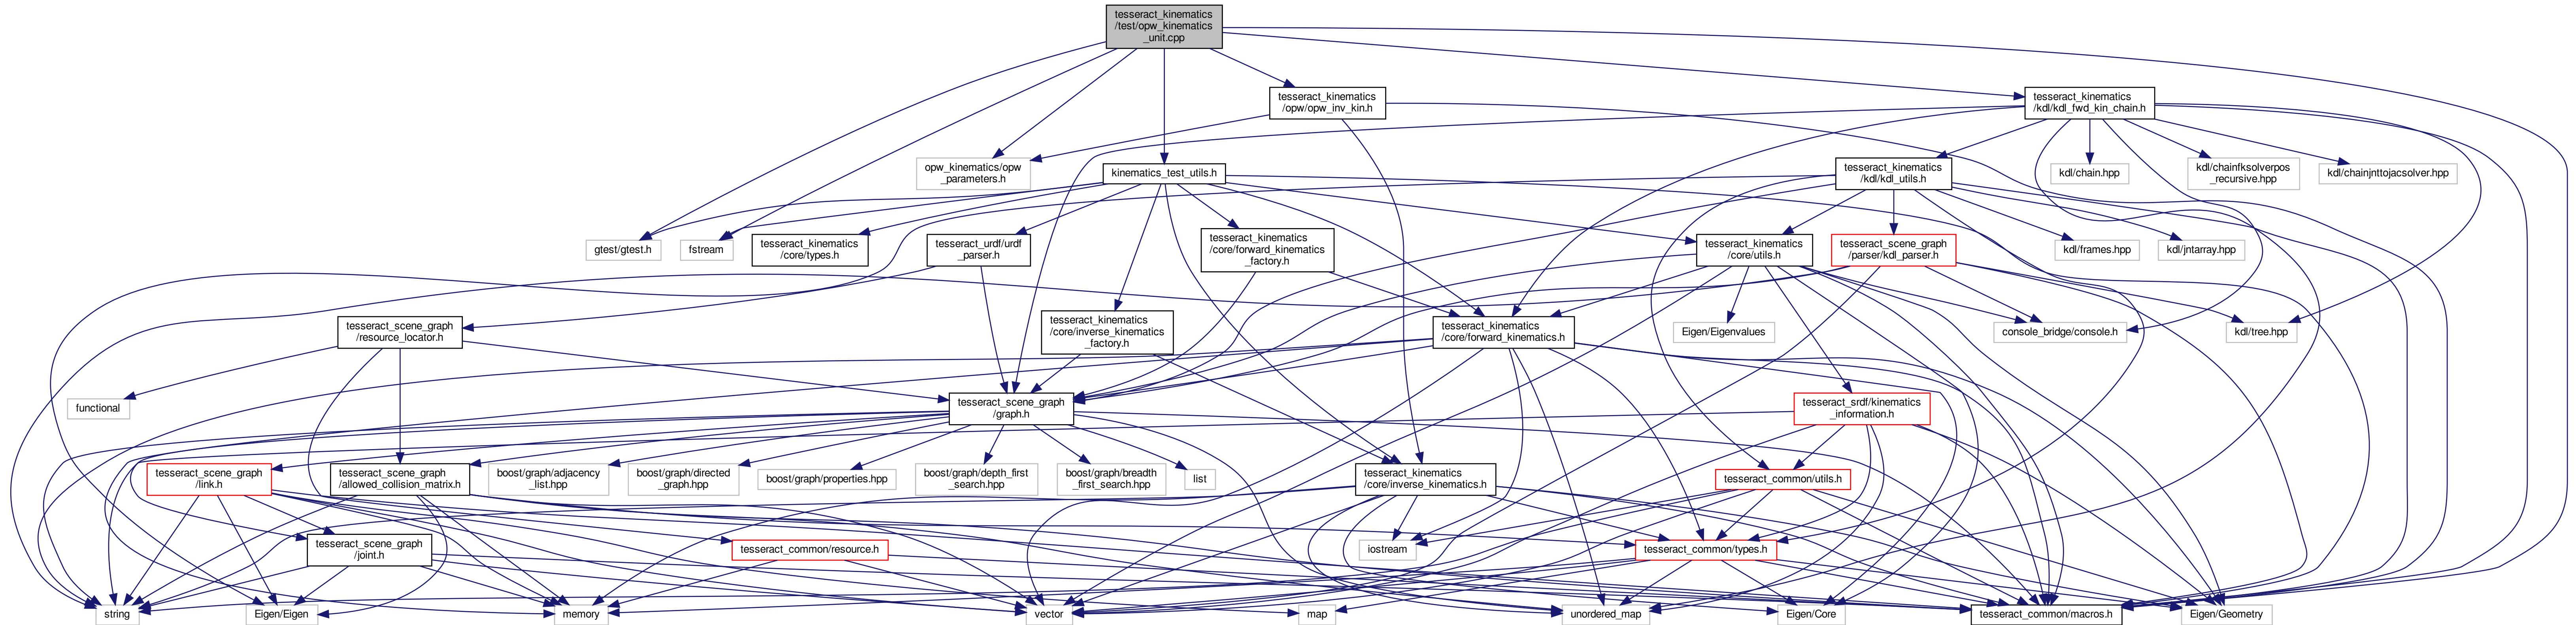 tesseract_kinematics
/test/opw_kinematics
_unit.cpp
tesseract_kinematics
/opw/opw_inv_kin.h
tesseract_kinematics
/kdl/kdl_fwd_kin_chain.h
opw_kinematics/opw
_parameters.h
kinematics_test_utils.h
tesseract_kinematics
/kdl/kdl_utils.h
kdl/chain.hpp
kdl/chainfksolverpos
_recursive.hpp
kdl/chainjnttojacsolver.hpp
gtest/gtest.h
fstream
tesseract_kinematics
/core/types.h
tesseract_urdf/urdf
_parser.h
tesseract_kinematics
/core/forward_kinematics
_factory.h
tesseract_kinematics
/core/utils.h
tesseract_scene_graph
/parser/kdl_parser.h
kdl/frames.hpp
kdl/jntarray.hpp
tesseract_scene_graph
/resource_locator.h
tesseract_kinematics
/core/inverse_kinematics
_factory.h
tesseract_kinematics
/core/forward_kinematics.h
Eigen/Eigenvalues
console_bridge/console.h
kdl/tree.hpp
functional
tesseract_scene_graph
/graph.h
tesseract_srdf/kinematics
_information.h
tesseract_scene_graph
/link.h
tesseract_scene_graph
/allowed_collision_matrix.h
boost/graph/adjacency
_list.hpp
boost/graph/directed
_graph.hpp
boost/graph/properties.hpp
boost/graph/depth_first
_search.hpp
boost/graph/breadth
_first_search.hpp
list
tesseract_kinematics
/core/inverse_kinematics.h
tesseract_common/utils.h
tesseract_scene_graph
/joint.h
tesseract_common/resource.h
iostream
tesseract_common/types.h
string
Eigen/Eigen
memory
vector
map
unordered_map
Eigen/Core
tesseract_common/macros.h
Eigen/Geometry